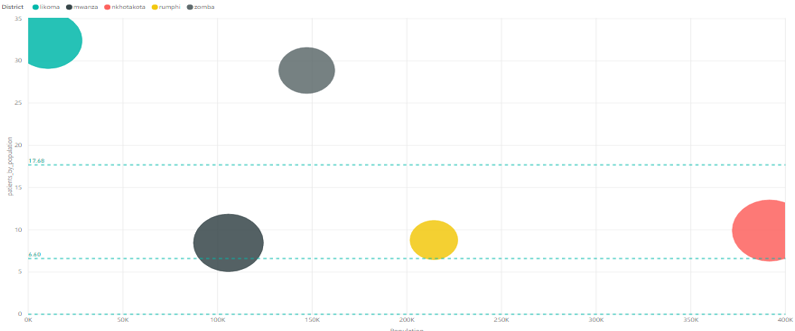 District likoma mwanza nkhotakota rumphi zomba
35
30
25
20
17.68
15
10
6.60
5
0
patients_by_population
0K 50K 100K 150K 200K 250K 300K 350K 400K
Population